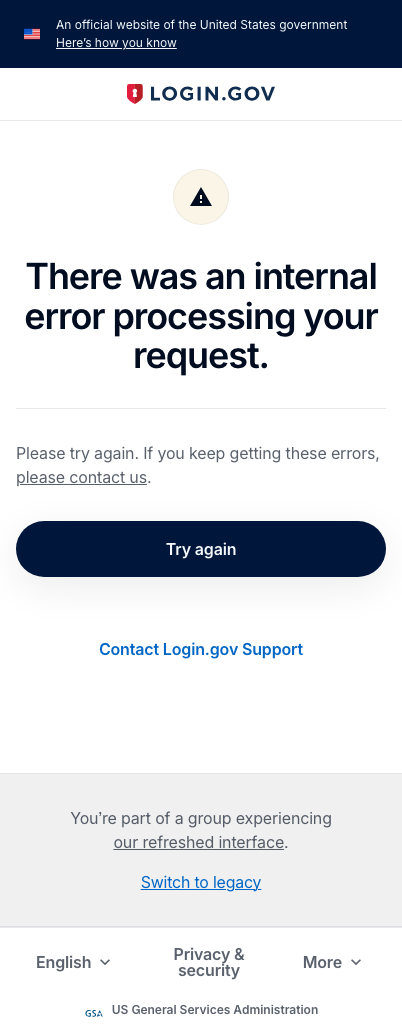 An official website of the United States government
Here’s how you know
LOGIN.GOV
There was an internal
error processing your
request.
Please try again. If you keep getting these errors,
please contact us.
Try again
Contact Login.gov Support
You’re part of a group experiencing
our refreshed interface.
Switch to legacy
English
Privacy &
security
More
GSA US General Services Administration